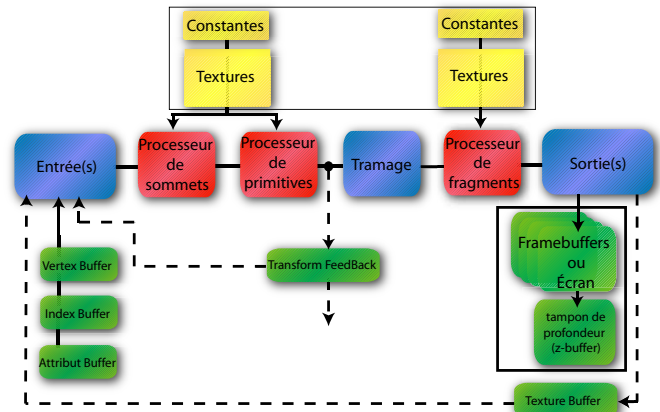 Constantes
Constantes
Textures
Textures
Entrée(s)
Processeur
de
sommets
Processeur
de
primitives
Tramage
Processeur
de
fragments
Sortie(s)
Vertex Buffer
Index Buffer
Attribut Buffer
Transform FeedBack
Framebuffers
ou
Écran
tampon de
profondeur
(z-buffer)
Texture Buffer